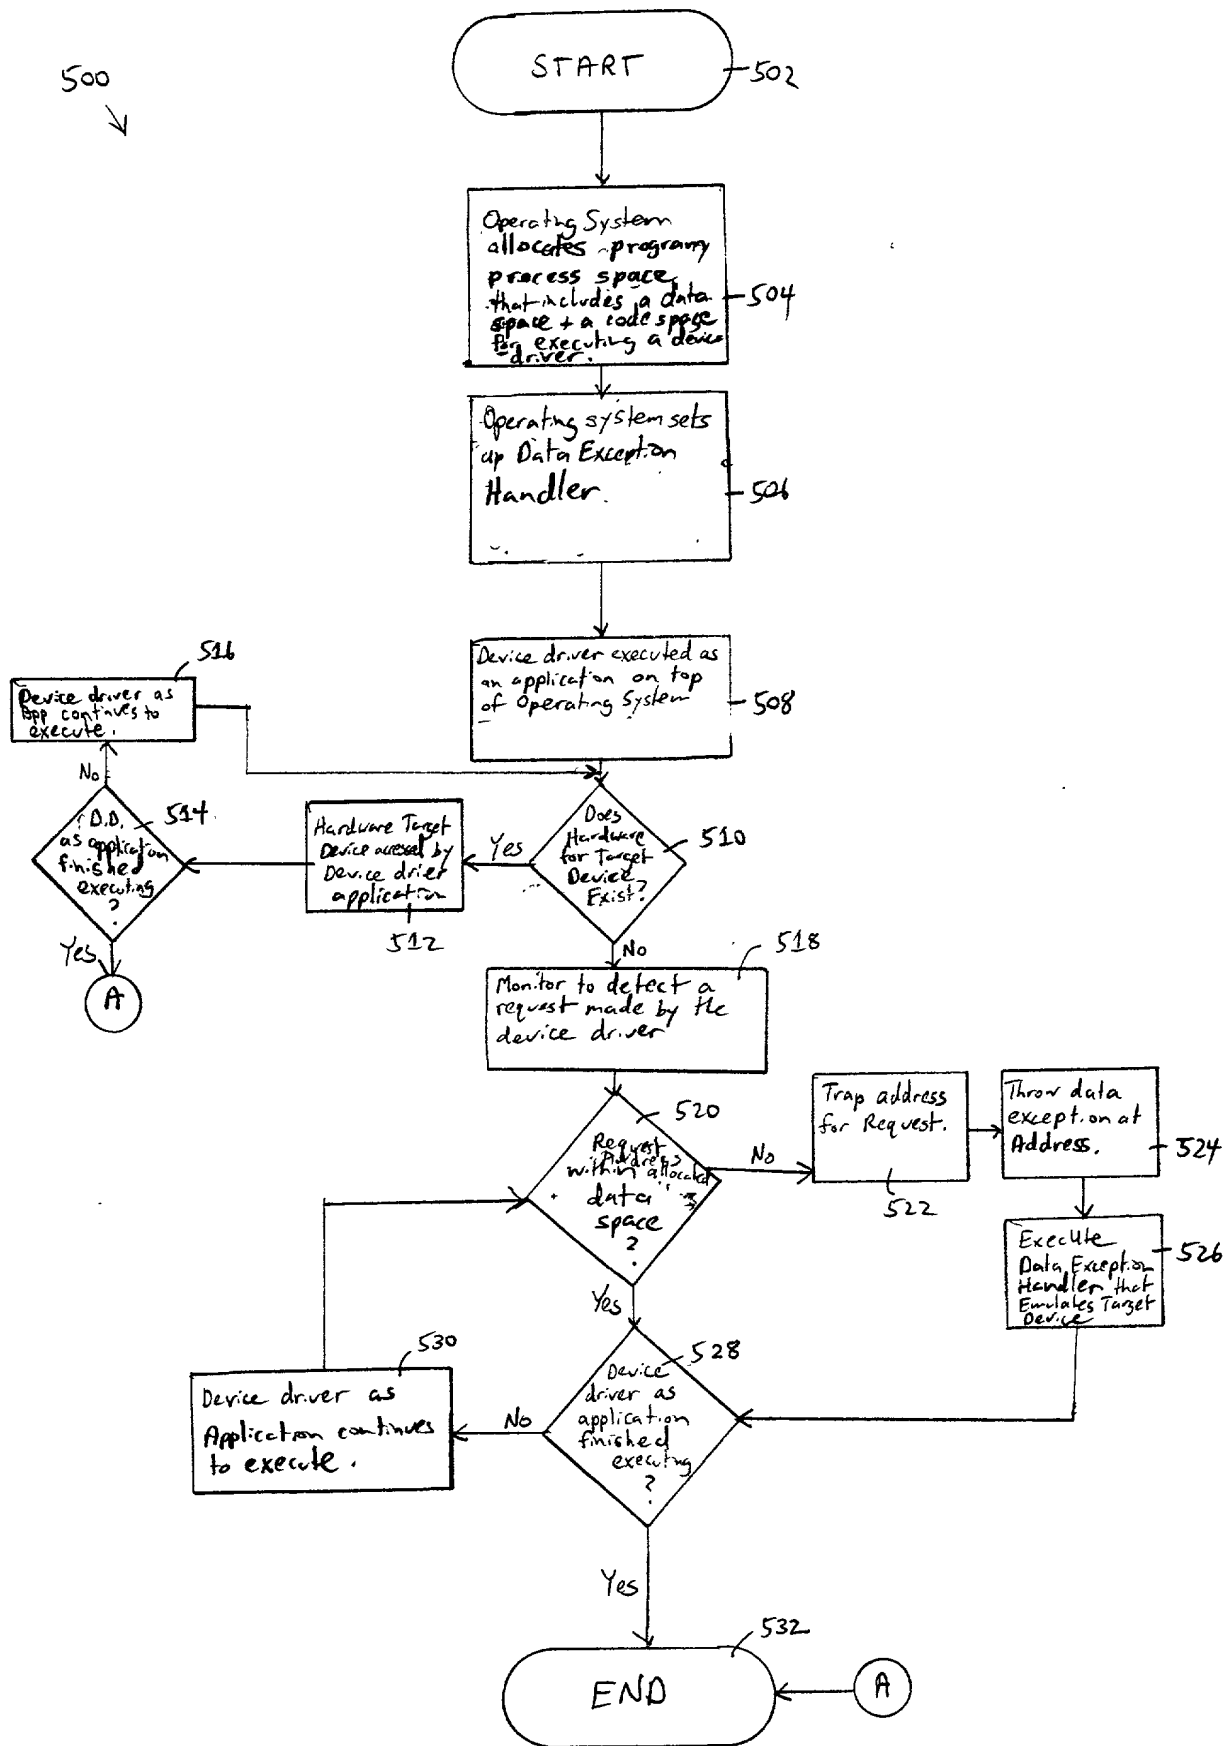 500
START
502
Operating System
allocates program
process space
that includes a data
space + a code space
for executing a device
driver.
504
Operating system sets
up Data Exception
Handler.
506
Device driver executed as
an application on top
of Operating System
508
516
Device driver as
App continues to
execute.
No
D.D.
as application
finished
executing
?
514
Yes
A
Hardware Target
Device accessed by
Device drier
application
512
Yes
Does
Hardware
for Target
Device
Exist?
510
No
518
Monitor to detect a
request made by the
device driver
520
Request
Address
within allocated
data
space
?
No
Trap address
for Request.
522
Throw data
exception at
Address.
524
Execute
Data Exception
Handler that
Emulates Target
Device
526
Yes
528
Device
driver as
application
finished
executing
?
No
530
Device driver as
Application continues
to execute.
Yes
532
END
A